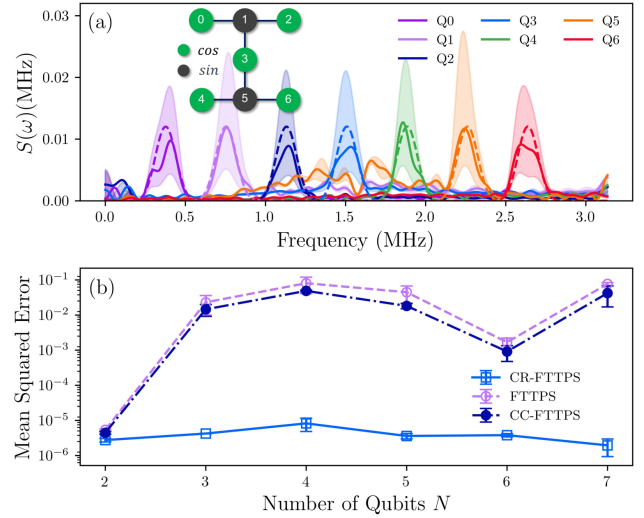 (a)
0
1
2
3
4
5
6
cos
sin
Q0
Q1
Q2
Q3
Q4
Q5
Q6
0.03
0.02
0.01
0.00
S(ω)(MHz)
0.0
0.5
1.0
1.5
2.0
2.5
3.0
Frequency (MHz)
(b)
10⁻¹
10⁻²
10⁻³
10⁻⁴
10⁻⁵
10⁻⁶
Mean Squared Error
CR-FTTPS
FTTPS
CC-FTTPS
2
3
4
5
6
7
Number of Qubits N